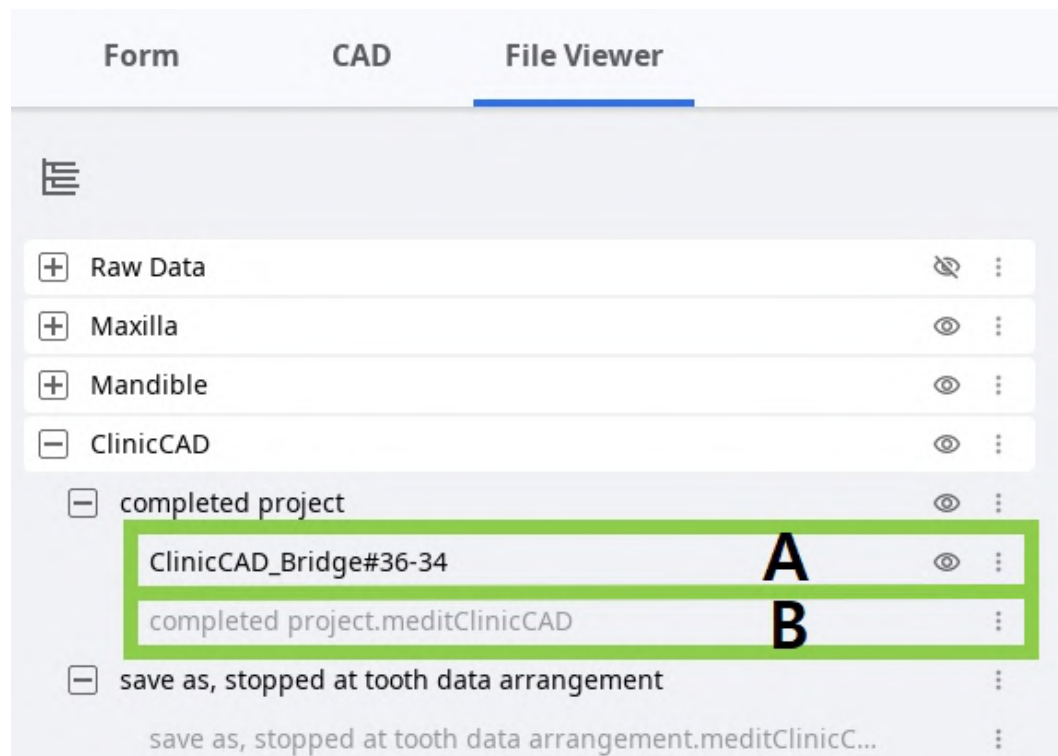 Form CAD File Viewer
Raw Data
Maxilla
Mandible
ClinicCAD
completed project
ClinicCAD_Bridge#36-34 A
completed project.meditClinicCAD B
save as, stopped at tooth data arrangement
save as, stopped at tooth data arrangement.meditClinicC...